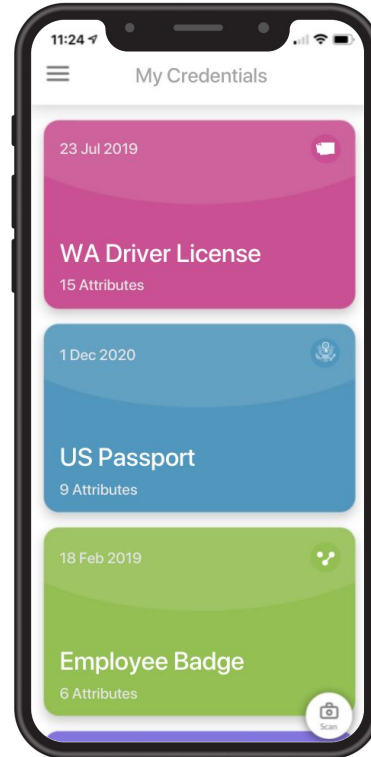 11:24
My Credentials
23 Jul 2019
WA Driver License
15 Attributes
1 Dec 2020
US Passport
9 Attributes
18 Feb 2019
Employee Badge
6 Attributes
Scan